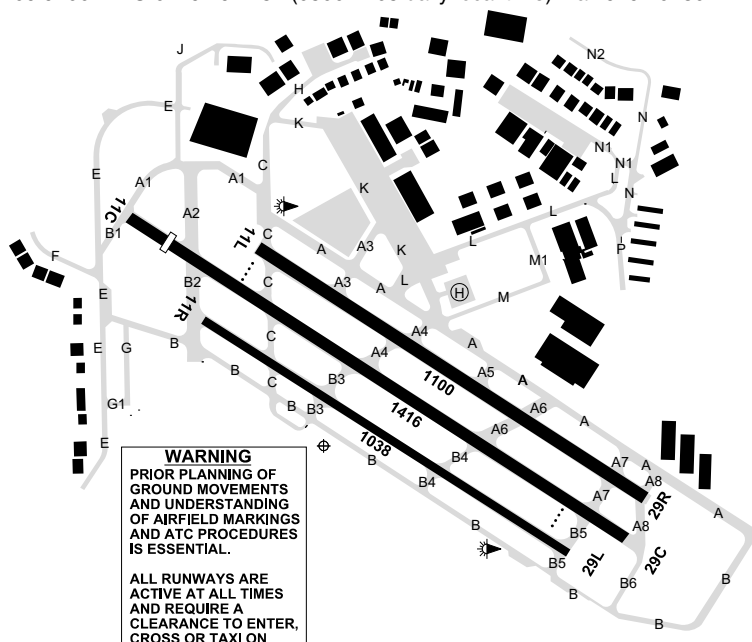 J
N2
E
H
K
N
N1
C
N1
E
A1
A1
L
N
K
11C
A2
L
B1
C
11L
A
A3
K
L
P
F
M1
B2
C
A3
A
L
H
M
E
11R
C
A4
A
B
E
G
A4
A5
A
B
B3
1100
A6
C
G1
B
B3
1416
A6
A
E
1038
B
B4
A7
A
B4
A8
WARNING
PRIOR PLANNING OF
GROUND MOVEMENTS
AND UNDERSTANDING
OF AIRFIELD MARKINGS
AND ATC PROCEDURES
IS ESSENTIAL.
ALL RUNWAYS ARE
ACTIVE AT ALL TIMES
AND REQUIRE A
CLEARANCE TO ENTER,
CROSS OR TAXI ON
A7
29R
A
B
B5
A8
B5
29L
29C
B6
B
B
B